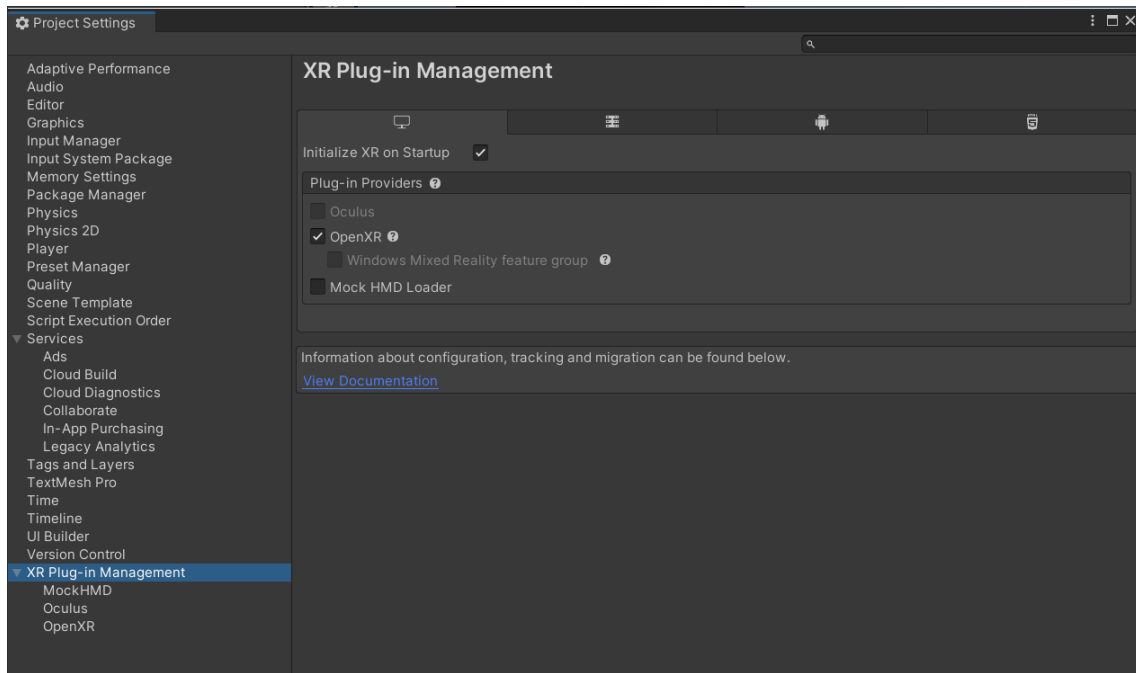 Project Settings
Adaptive Performance
Audio
Editor
Graphics
Input Manager
Input System Package
Memory Settings
Package Manager
Physics
Physics 2D
Player
Preset Manager
Quality
Scene Template
Script Execution Order
Services
Ads
Cloud Build
Cloud Diagnostics
Collaborate
In-App Purchasing
Legacy Analytics
Tags and Layers
TextMesh Pro
Time
Timeline
UI Builder
Version Control
XR Plug-in Management
MockHMD
Oculus
OpenXR
XR Plug-in Management
Initialize XR on Startup
Plug-in Providers
Oculus
OpenXR
Windows Mixed Reality feature group
Mock HMD Loader
Information about configuration, tracking and migration can be found below.
View Documentation